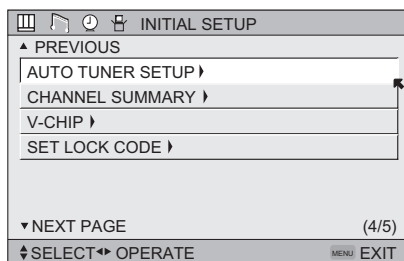 INITIAL SETUP
PREVIOUS
AUTO TUNER SETUP
CHANNEL SUMMARY
V-CHIP
SET LOCK CODE
NEXT PAGE (4/5)
SELECT OPERATE MENU EXIT